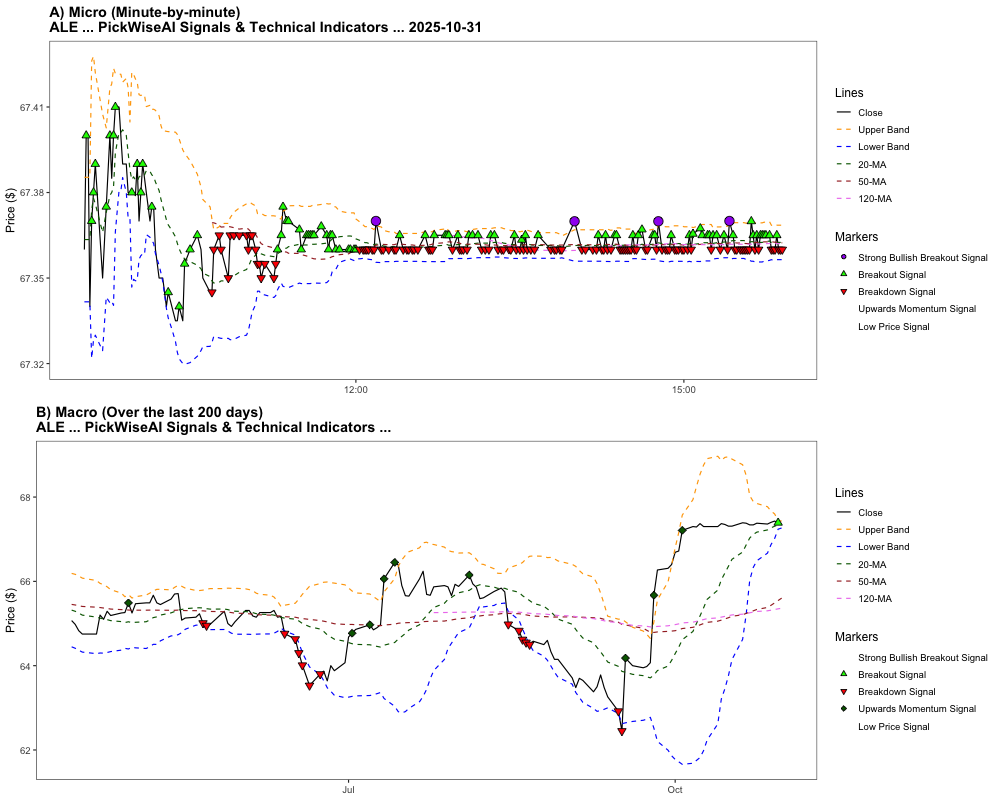 A) Micro (Minute-by-minute)
ALE ... PickWiseAI Signals & Technical Indicators ... 2025-10-31
Price ($)
67.41
67.38
67.35
67.32
12:00
15:00
Lines
Close
Upper Band
Lower Band
20-MA
50-MA
120-MA
Markers
Strong Bullish Breakout Signal
Breakout Signal
Breakdown Signal
Upwards Momentum Signal
Low Price Signal
B) Macro (Over the last 200 days)
ALE ... PickWiseAI Signals & Technical Indicators ...
Price ($)
68
66
64
62
Jul
Oct
Lines
Close
Upper Band
Lower Band
20-MA
50-MA
120-MA
Markers
Strong Bullish Breakout Signal
Breakout Signal
Breakdown Signal
Upwards Momentum Signal
Low Price Signal